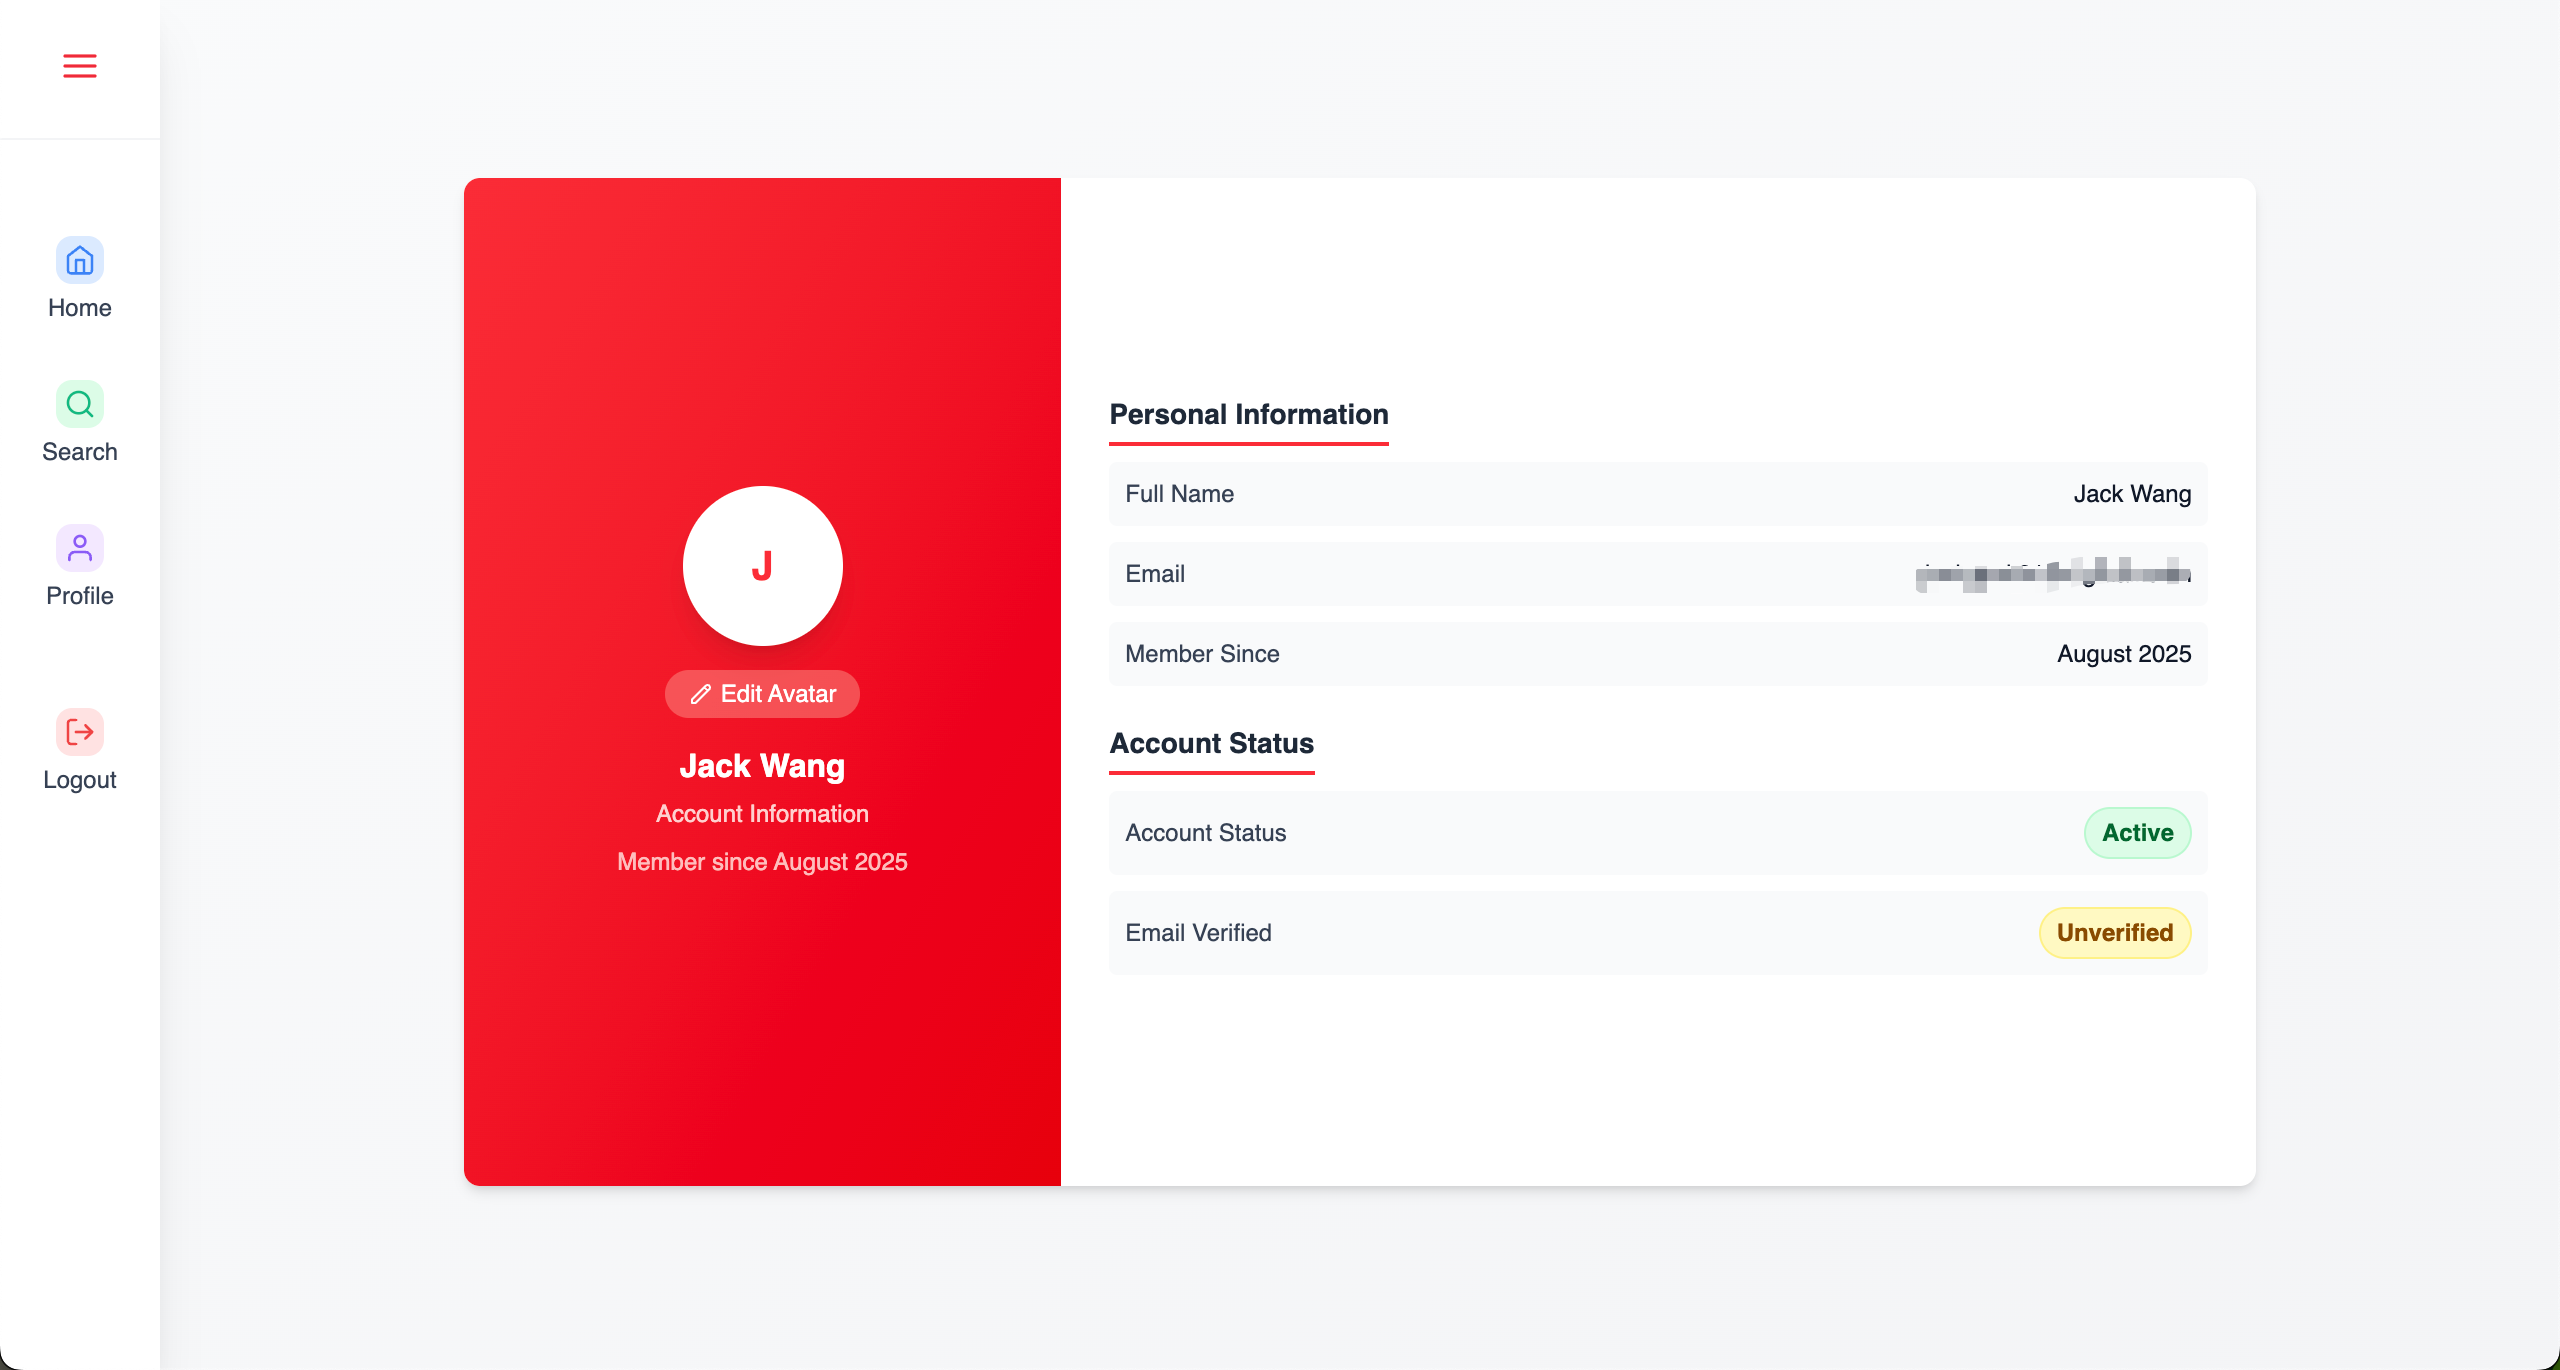 Home
Search
Profile
Logout
J
Edit Avatar
Jack Wang
Account Information
Member since August 2025
Personal Information
Full Name Jack Wang
Email
Member Since August 2025
Account Status
Account Status Active
Email Verified Unverified